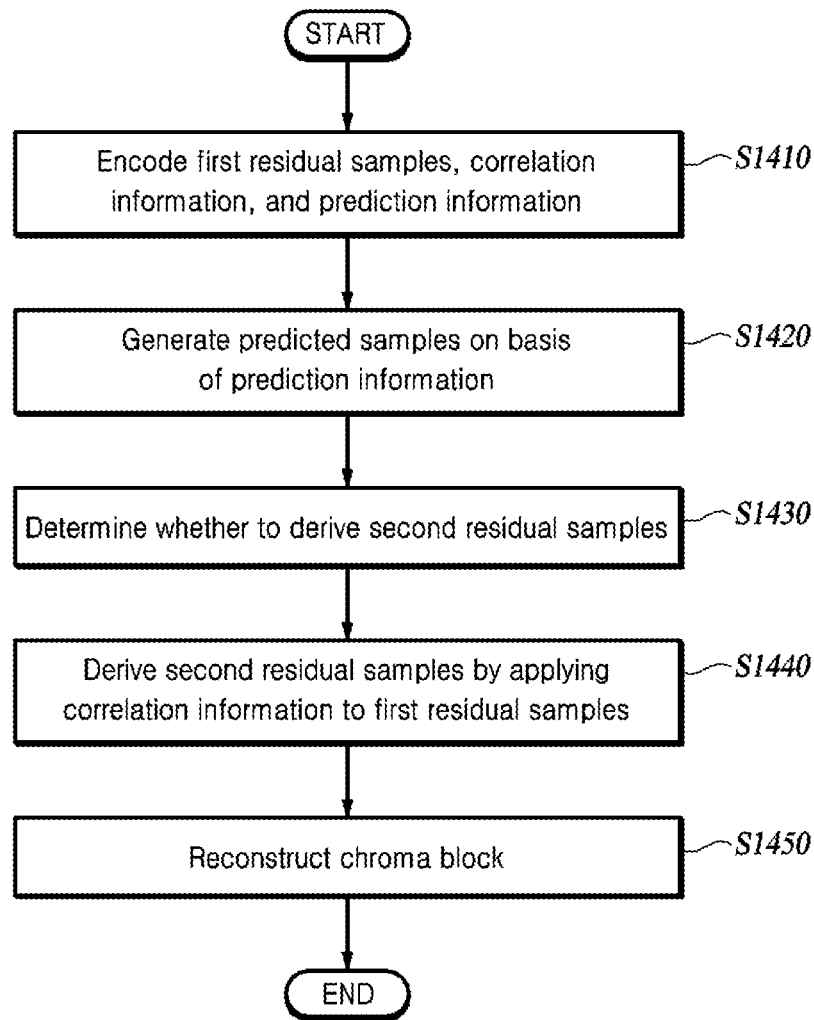 START
Encode first residual samples, correlation
information, and prediction information
S1410
Generate predicted samples on basis
of prediction information
S1420
Determine whether to derive second residual samples
S1430
Derive second residual samples by applying
correlation information to first residual samples
S1440
Reconstruct chroma block
S1450
END